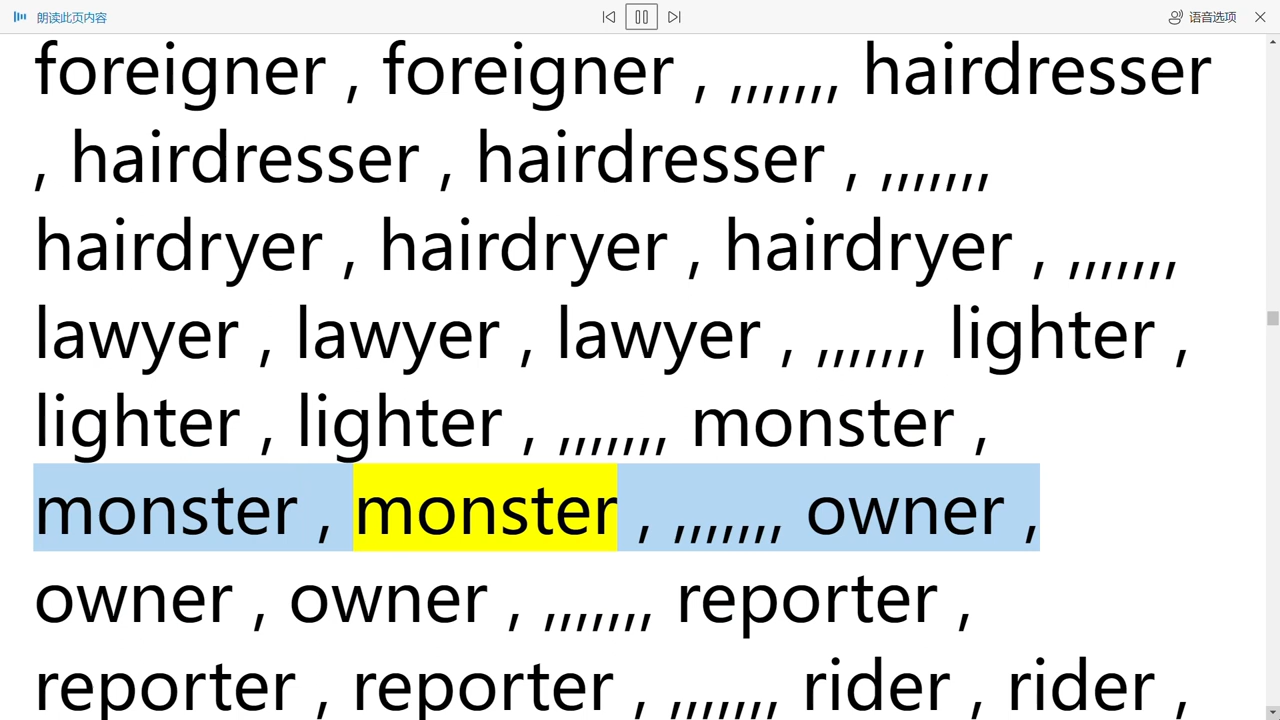 朗读此页内容
语音选项
foreigner , foreigner , ,,,,,,, hairdresser
, hairdresser , hairdresser , ,,,,,,,
hairdryer , hairdryer , hairdryer , ,,,,,,,
lawyer , lawyer , lawyer , ,,,,,,, lighter ,
lighter , lighter , ,,,,,,, monster ,
monster , monster , ,,,,,,, owner ,
owner , owner , ,,,,,,, reporter ,
reporter , reporter , ,,,,,,, rider , rider ,